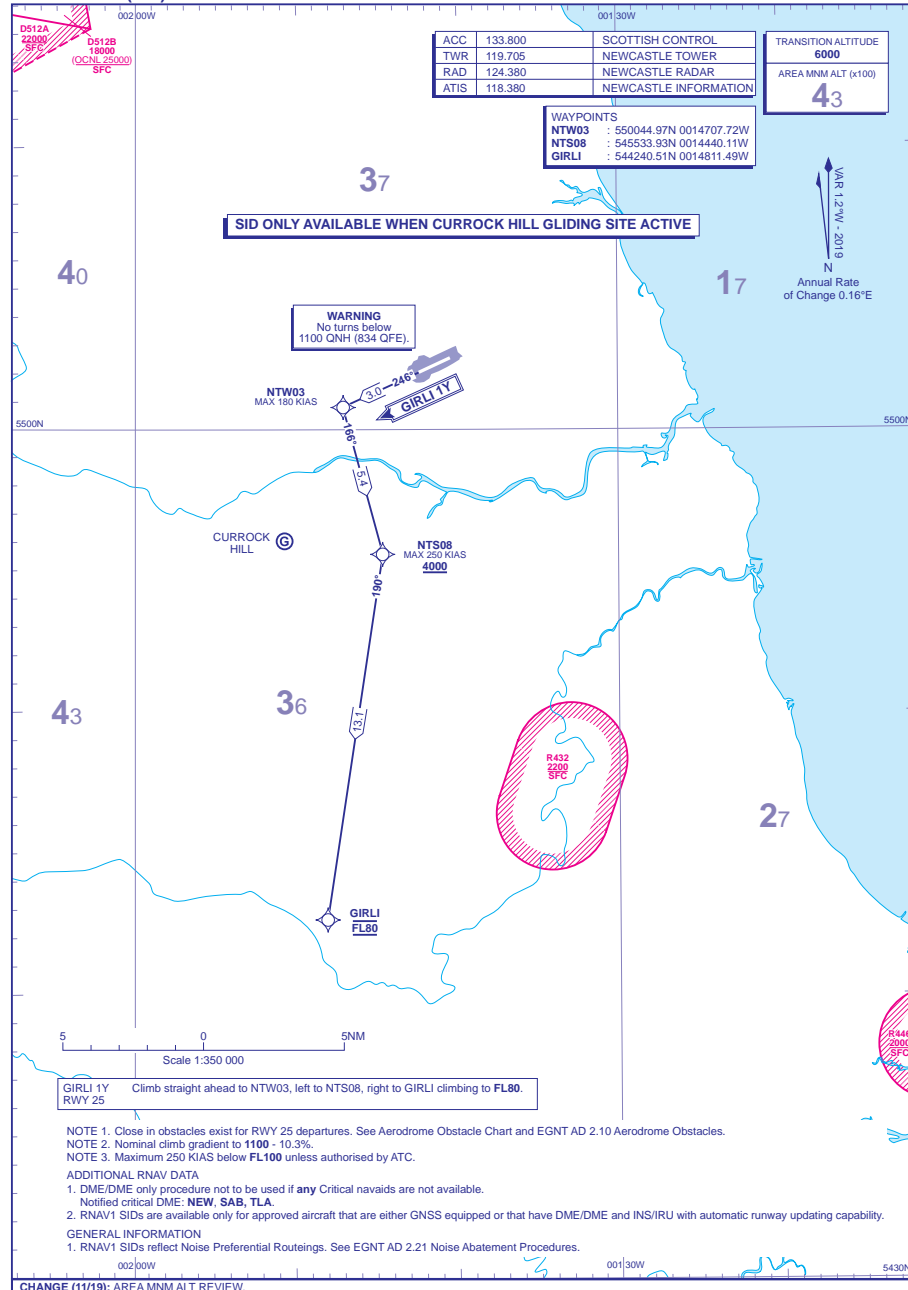 002 00W
001 30W
D512A
22000
SFC
D512B
18000
(OCNL 25000)
SFC
ACC 133.800 SCOTTISH CONTROL
TWR 119.705 NEWCASTLE TOWER
RAD 124.380 NEWCASTLE RADAR
ATIS 118.380 NEWCASTLE INFORMATION
TRANSITION ALTITUDE
6000
AREA MNM ALT (x100)
43
WAYPOINTS
NTW03 : 550044.97N 0014707.72W
NTS08 : 545533.93N 0014440.11W
GIRLI : 544240.51N 0014811.49W
VAR 1.2°W - 2019
N
Annual Rate
of Change 0.16°E
37
SID ONLY AVAILABLE WHEN CURROCK HILL GLIDING SITE ACTIVE
40
17
WARNING
No turns below
1100 QNH (834 QFE).
NTW03
MAX 180 KIAS
3.0
246°
GIRLI 1Y
5500N
5500N
166°
5.4
CURROCK
HILL
G
NTS08
MAX 250 KIAS
4000
190°
43
36
13.1
R432
2200
SFC
27
GIRLI
FL80
5 0 5NM
Scale 1:350 000
R446
2000
SFC
GIRLI 1Y Climb straight ahead to NTW03, left to NTS08, right to GIRLI climbing to FL80.
RWY 25
NOTE 1. Close in obstacles exist for RWY 25 departures. See Aerodrome Obstacle Chart and EGNT AD 2.10 Aerodrome Obstacles.
NOTE 2. Nominal climb gradient to 1100 - 10.3%.
NOTE 3. Maximum 250 KIAS below FL100 unless authorised by ATC.
ADDITIONAL RNAV DATA
1. DME/DME only procedure not to be used if any Critical navaids are not available.
Notified critical DME: NEW, SAB, TLA.
2. RNAV1 SIDs are available only for approved aircraft that are either GNSS equipped or that have DME/DME and INS/IRU with automatic runway updating capability.
GENERAL INFORMATION
1. RNAV1 SIDs reflect Noise Preferential Routeings. See EGNT AD 2.21 Noise Abatement Procedures.
002 00W
001 30W
5430N
CHANGE (11/19): AREA MNM ALT REVIEW.